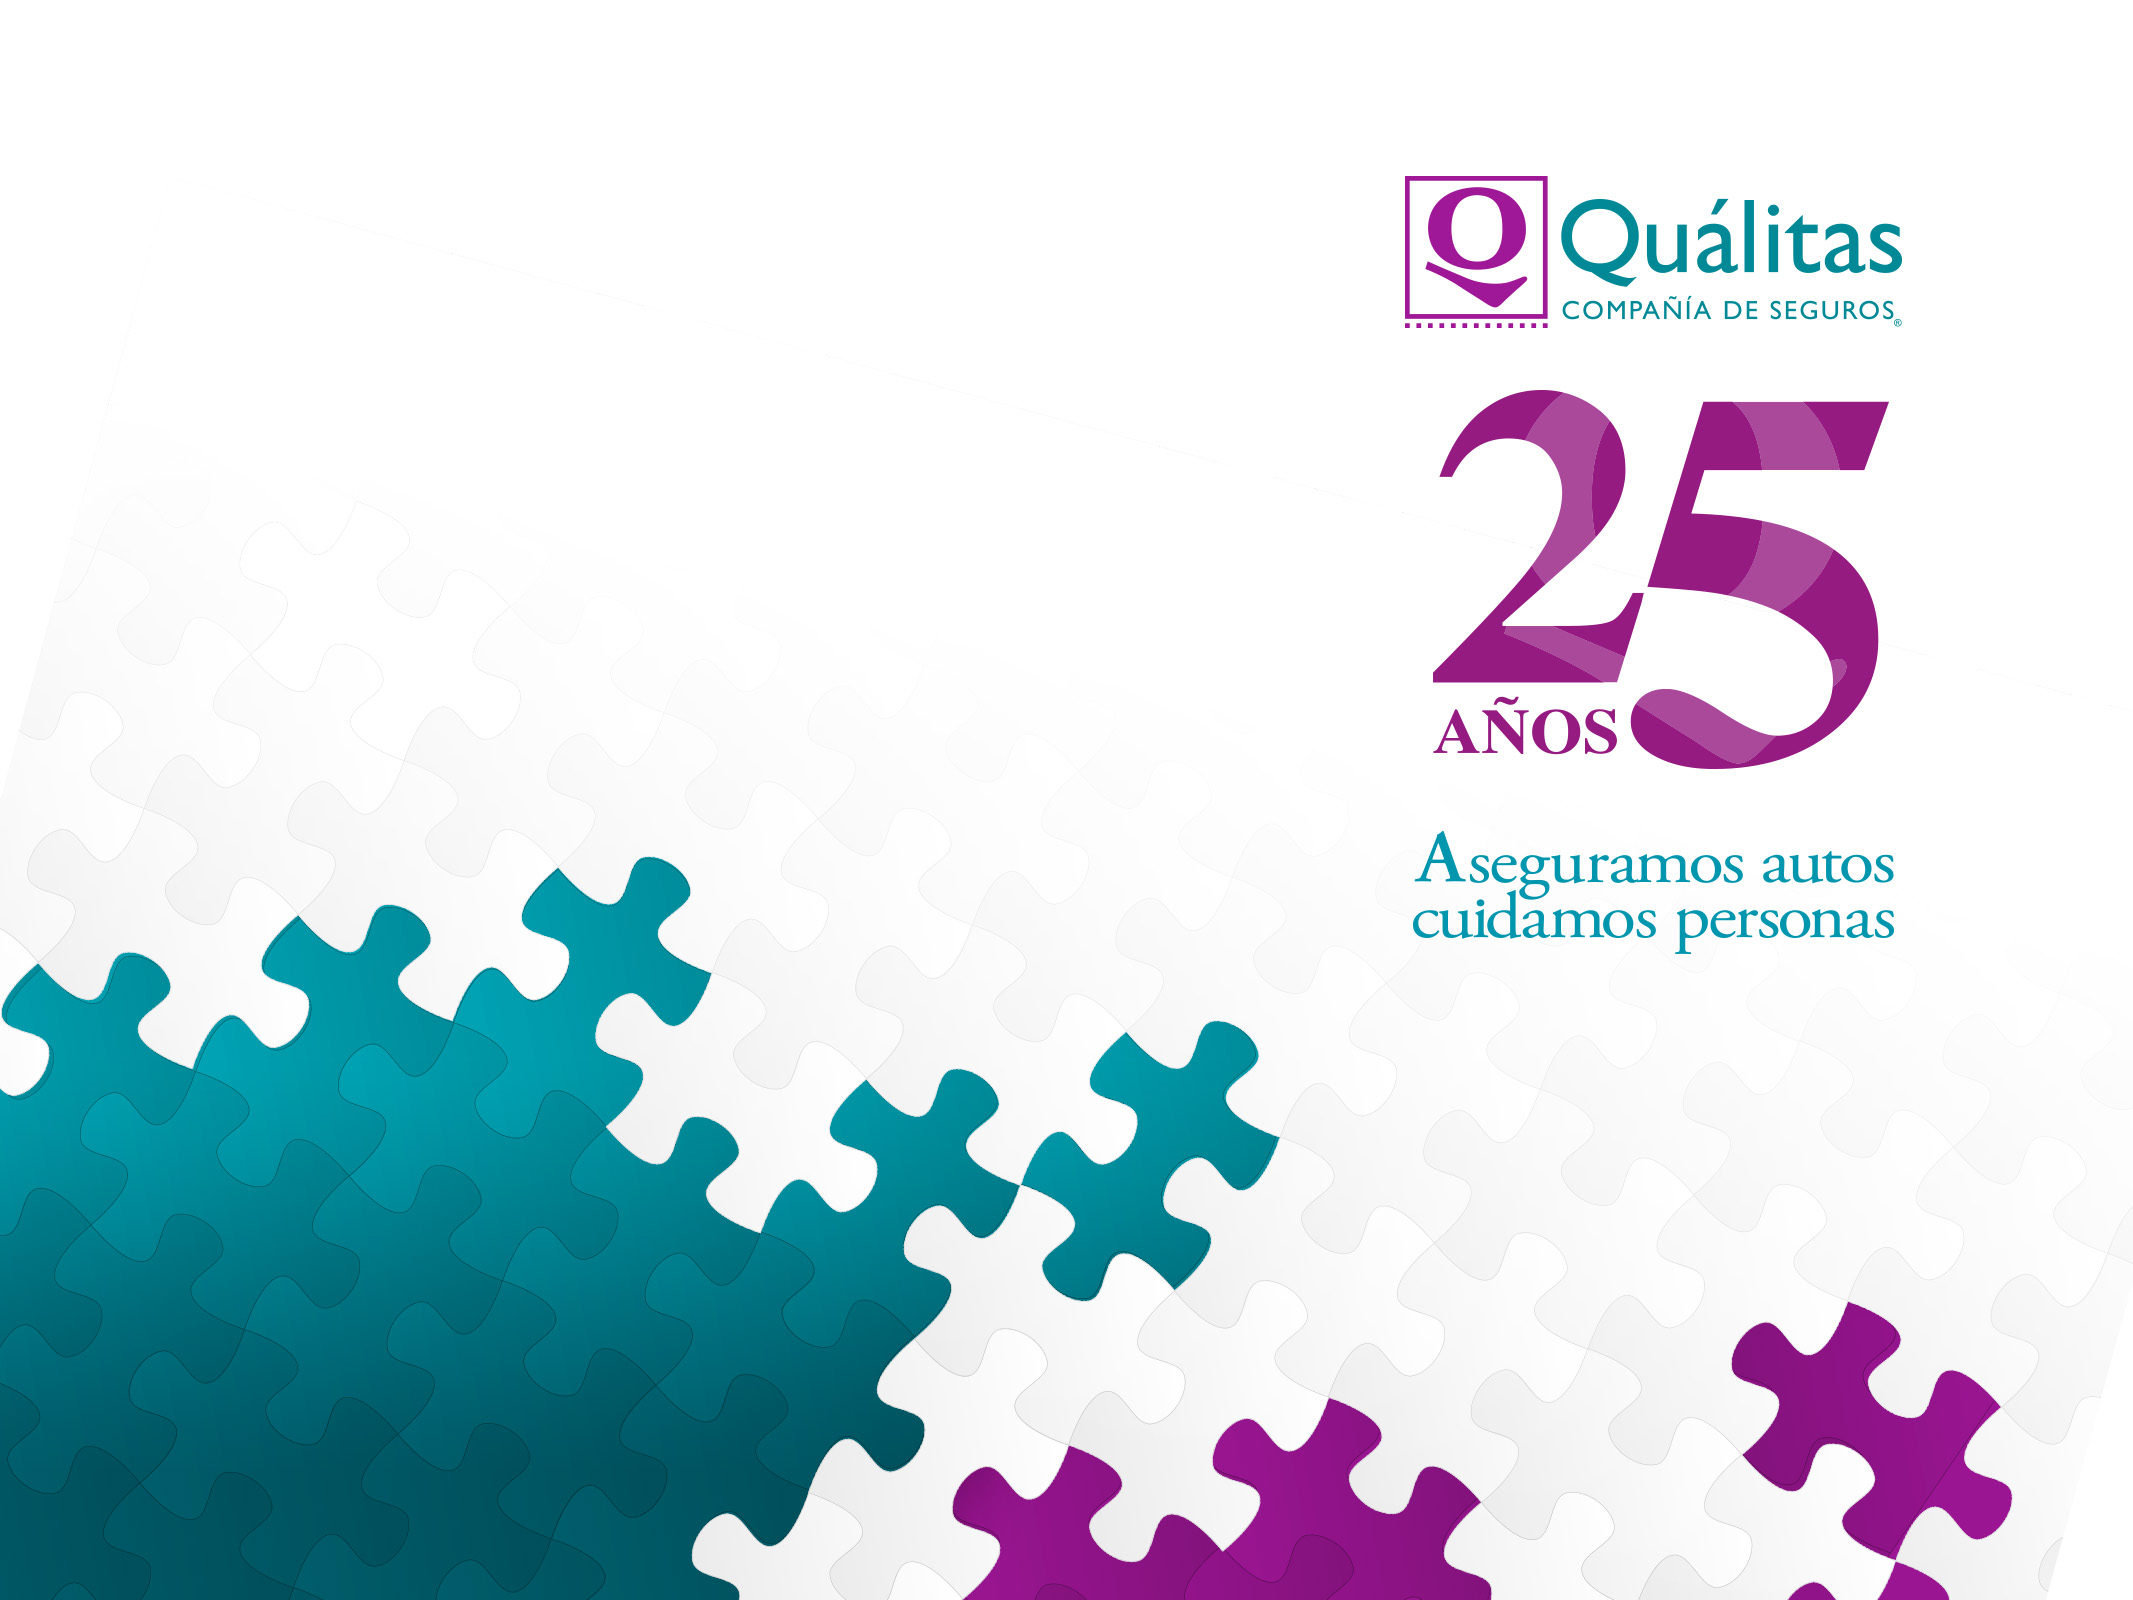 Q Quálitas
COMPAÑÍA DE SEGUROS®
25
AÑOS
Aseguramos autos
cuidamos personas